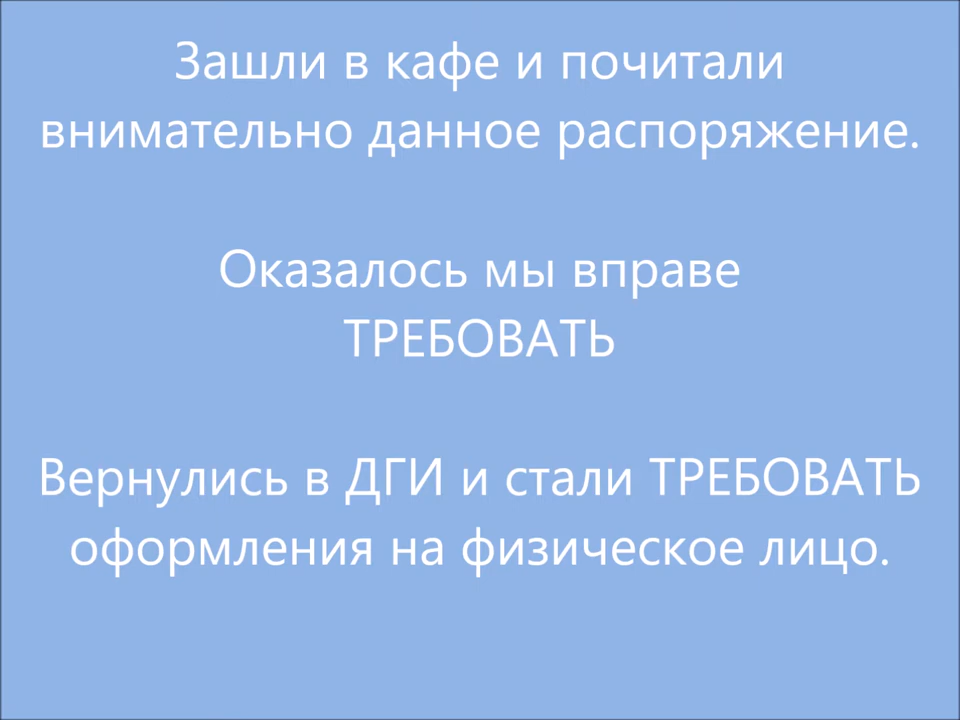 Зашли в кафе и почитали
внимательно данное распоряжение.
Оказалось мы вправе
ТРЕБОВАТЬ
Вернулись в ДГИ и стали ТРЕБОВАТЬ
оформления на физическое лицо.